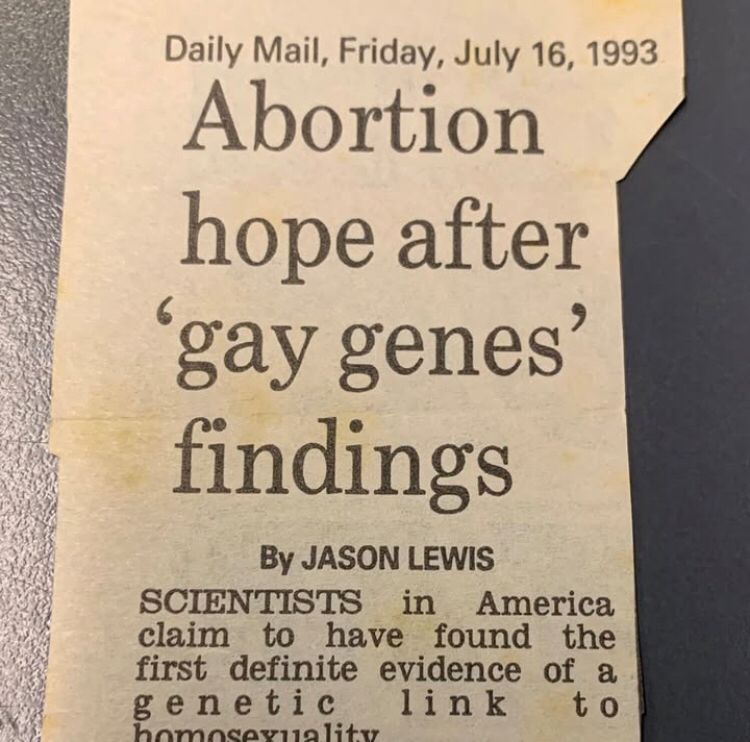 Daily Mail, Friday, July 16, 1993
Abortion
hope after
‘gay genes’
findings
By JASON LEWIS
SCIENTISTS in America
claim to have found the
first definite evidence of a
genetic link to
homosexuality